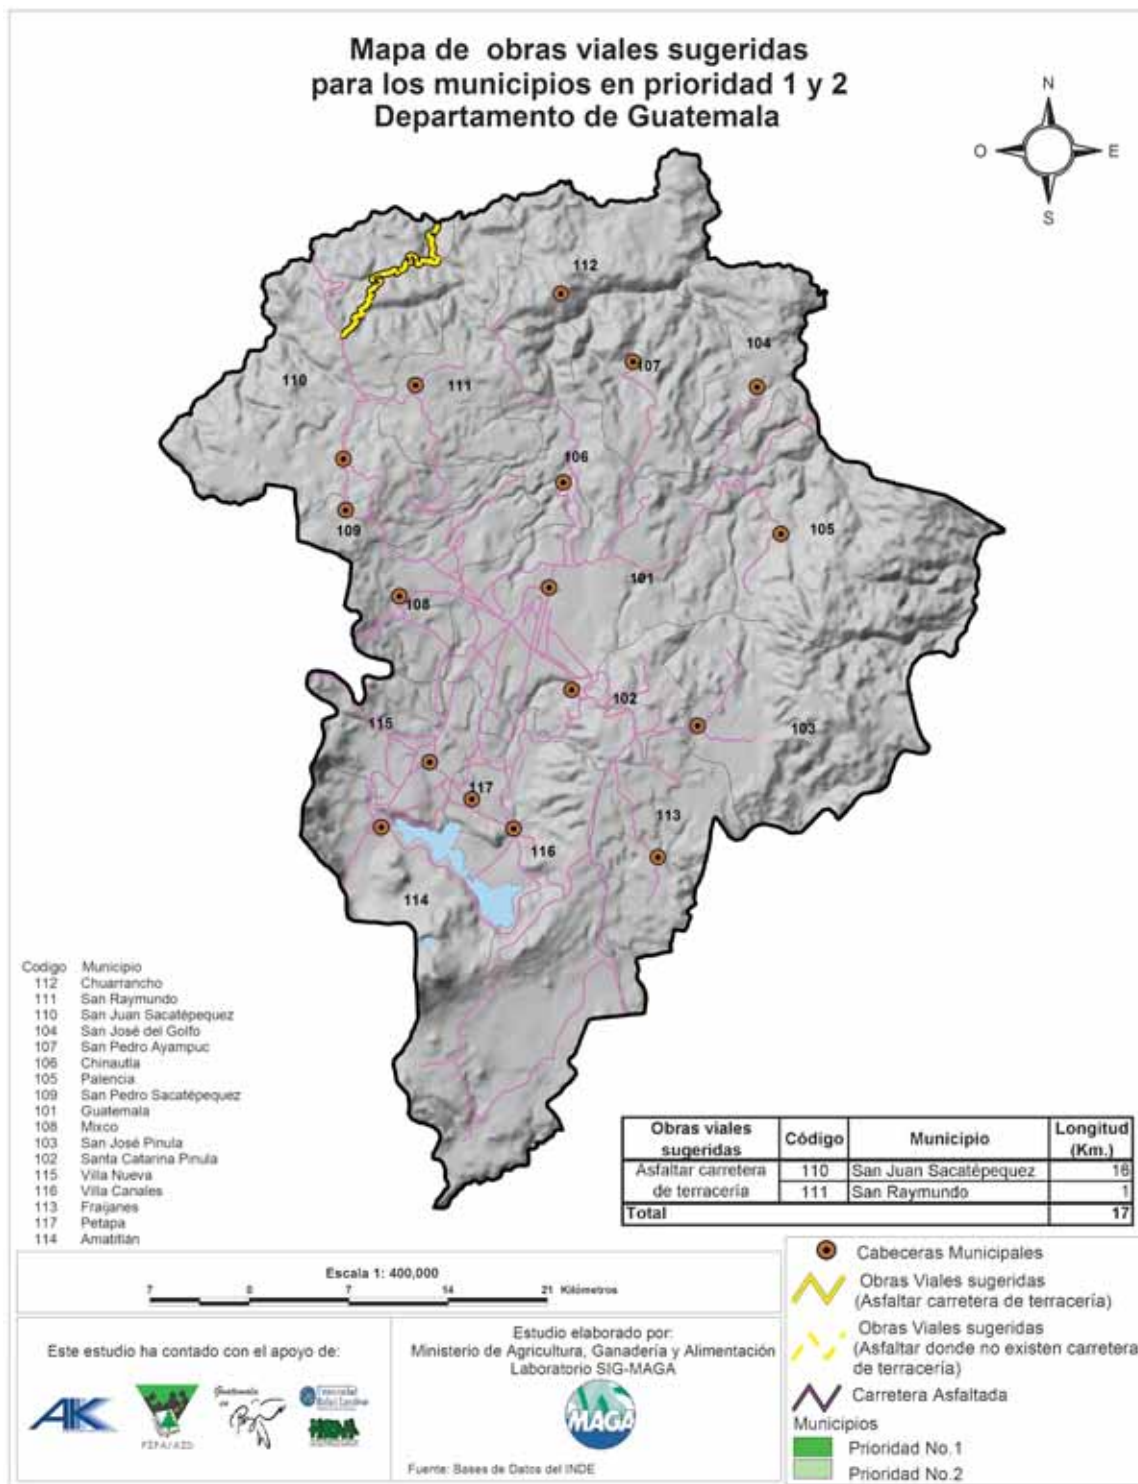 Mapa de obras viales sugeridas
para los municipios en prioridad 1 y 2
Departamento de Guatemala
N
O
E
S
112
104
107
110
111
106
109
105
101
108
102
115
103
117
113
116
114
Codigo Municipio
112 Chuarrancho
111 San Raymundo
110 San Juan Sacatépequez
104 San José del Golfo
107 San Pedro Ayampuc
106 Chinautla
105 Palencia
109 San Pedro Sacatépequez
101 Guatemala
108 Mixco
103 San José Pinula
102 Santa Catarina Pinula
115 Villa Nueva
116 Villa Canales
113 Fraijanes
117 Petapa
114 Amatitlán
Obras viales sugeridas Código Municipio Longitud (Km.)
Asfaltar carretera de terracería 110 San Juan Sacatépequez 16
111 San Raymundo 1
Total 17
Escala 1: 400,000
7 0 7 14 21 Kilómetros
Cabeceras Municipales
Obras Viales sugeridas
(Asfaltar carretera de terracería)
Obras Viales sugeridas
(Asfaltar donde no existen carretera
de terracería)
Carretera Asfaltada
Municipios
Prioridad No.1
Prioridad No.2
Este estudio ha contado con el apoyo de:
PIPA/AID
Guatemala
Universidad
Rafael Landívar
Estudio elaborado por:
Ministerio de Agricultura, Ganadería y Alimentación
Laboratorio SIG-MAGA
MAGA
Fuente: Bases de Datos del INDE